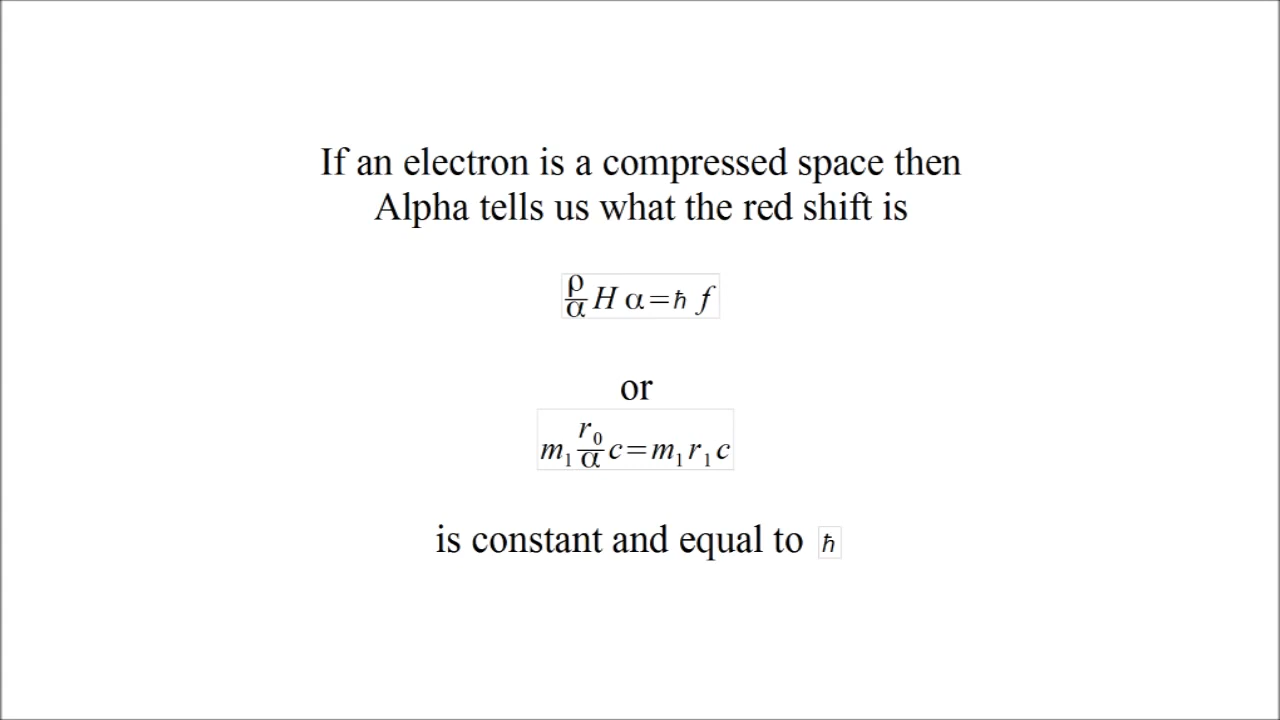 If an electron is a compressed space then
Alpha tells us what the red shift is
ρ/α H α=ℏ f
or
m₁ r₀/α c=m₁ r₁ c
is constant and equal to ℏ